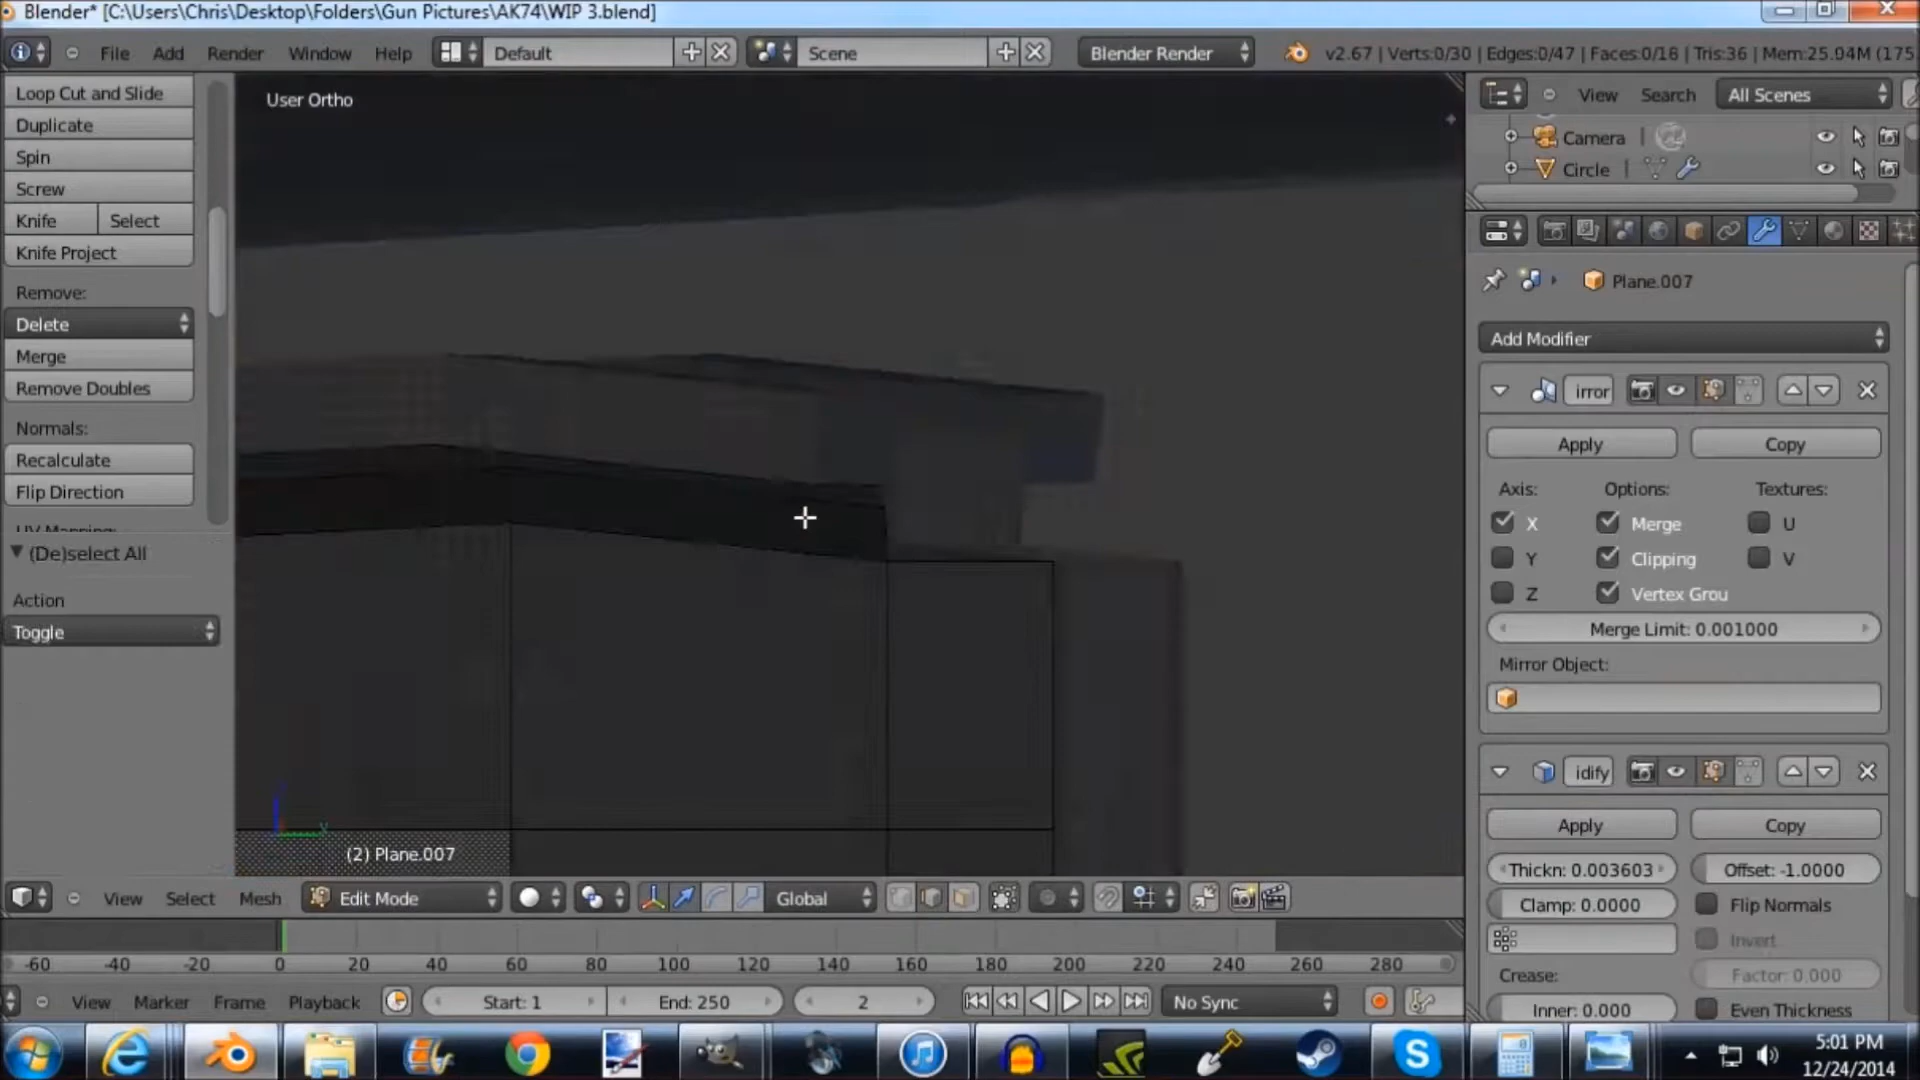 Blender* [C:\Users\Chris\Desktop\Folders\Gun Pictures\AK74\WIP 3.blend]
File Add Render Window Help Default Scene Blender Render v2.67 | Verts:0/30 | Edges:0/47 | Faces:0/18 | Tris:36 | Mem:25.94M (175
Loop Cut and Slide
Duplicate
Spin
Screw
Knife Select
Knife Project
Remove:
Delete
Merge
Remove Doubles
Normals:
Recalculate
Flip Direction
UV Mapping:
(De)select All
Action
Toggle
User Ortho
(2) Plane.007
View Search All Scenes
Camera
Circle
Plane.007
Add Modifier
irror
Apply Copy
Axis: Options: Textures:
X Merge U
Y Clipping V
Z Vertex Grou
Merge Limit: 0.001000
Mirror Object:
idify
Apply Copy
Thickn: 0.003603 Offset: -1.0000
Clamp: 0.0000 Flip Normals
Invert
Crease: Factor: 0.000
Inner: 0.000 Even Thickness
View Select Mesh Edit Mode Global
-60 -40 -20 0 20 40 60 80 100 120 140 160 180 200 220 240 260 280
View Marker Frame Playback Start: 1 End: 250 2 No Sync
5:01 PM
12/24/2014